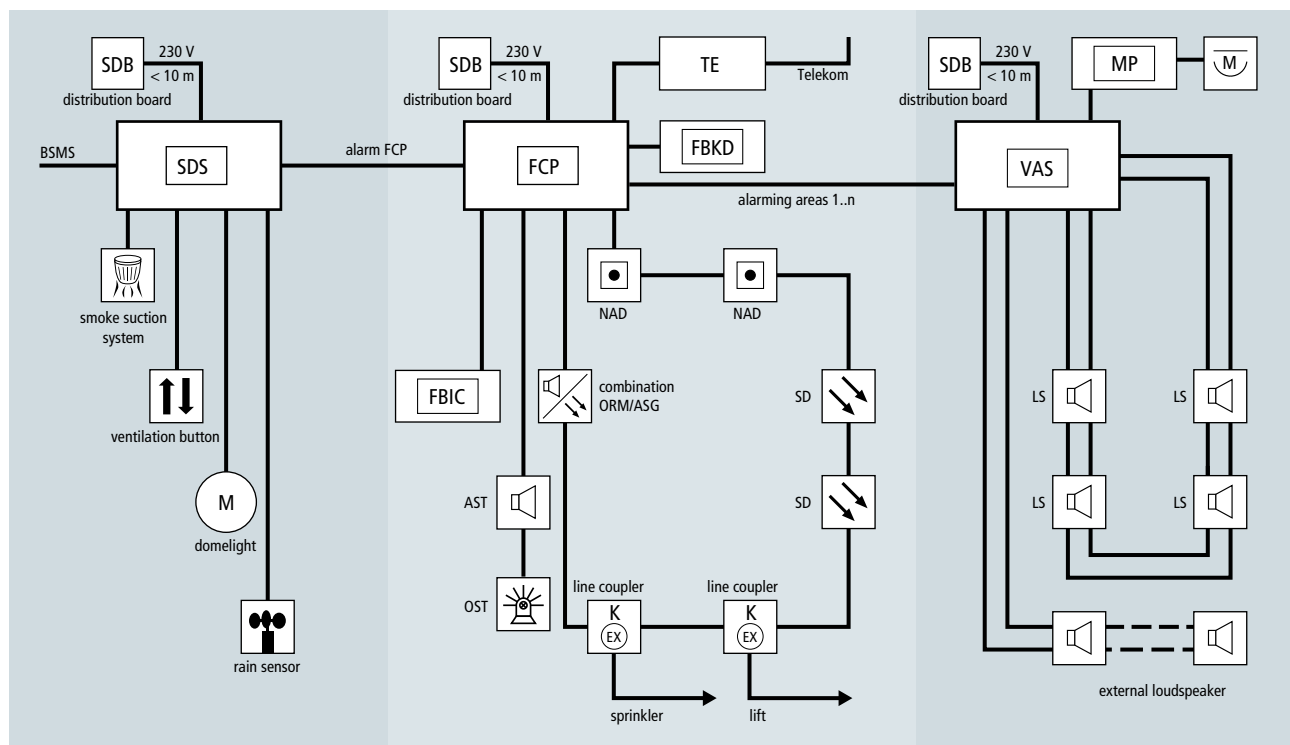 SDB
230 V
< 10 m
distribution board
BSMS
SDS
alarm FCP
smoke suction
system
ventilation button
M
domelight
rain sensor
SDB
230 V
< 10 m
distribution board
TE
Telekom
FCP
FBKD
alarming areas 1..n
NAD
NAD
FBIC
combination
ORM/ASG
SD
SD
AST
OST
line coupler
K
EX
line coupler
K
EX
sprinkler
lift
SDB
230 V
< 10 m
distribution board
MP
M
VAS
LS
LS
LS
LS
external loudspeaker